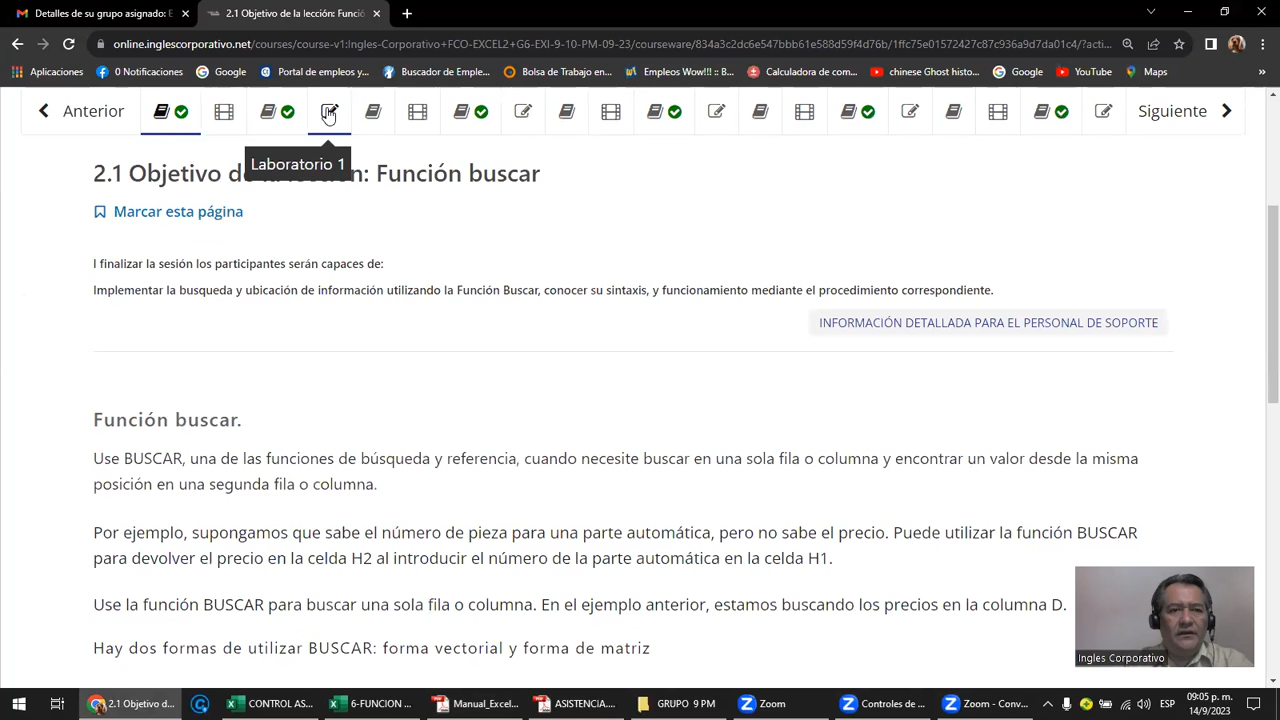 Detalles de su grupo asignado: E
2.1 Objetivo de la lección: Funció
online.inglescorporativo.net/courses/course-v1:Ingles-Corporativo+FCO-EXCEL2+G6-EXI-9-10-PM-09-23/courseware/834a3c2dc6e547bbb61e588d59f4d76b/1ffc75e01572427c87c936a9d7da01c4/?acti...
Aplicaciones
0 Notificaciones
Google
Portal de empleos y...
Buscador de Emple...
Bolsa de Trabajo en...
Empleos Wow!! :: B...
Calculadora de com...
chinese Ghost histo...
Google
YouTube
Maps
»
Anterior
Siguiente
Laboratorio 1
2.1 Objetivo de la lección: Función buscar
Marcar esta página
l finalizar la sesión los participantes serán capaces de:
Implementar la busqueda y ubicación de información utilizando la Función Buscar, conocer su sintaxis, y funcionamiento mediante el procedimiento correspondiente.
INFORMACIÓN DETALLADA PARA EL PERSONAL DE SOPORTE
Función buscar.
Use BUSCAR, una de las funciones de búsqueda y referencia, cuando necesite buscar en una sola fila o columna y encontrar un valor desde la misma
posición en una segunda fila o columna.
Por ejemplo, supongamos que sabe el número de pieza para una parte automática, pero no sabe el precio. Puede utilizar la función BUSCAR
para devolver el precio en la celda H2 al introducir el número de la parte automática en la celda H1.
Use la función BUSCAR para buscar una sola fila o columna. En el ejemplo anterior, estamos buscando los precios en la columna D.
Hay dos formas de utilizar BUSCAR: forma vectorial y forma de matriz
Ingles Corporativo
2.1 Objetivo d...
CONTROL AS...
6-FUNCION ...
Manual_Excel...
ASISTENCIA....
GRUPO 9 PM
Zoom
Controles de ...
Zoom - Conv...
ESP
09:05 p. m.
14/9/2023